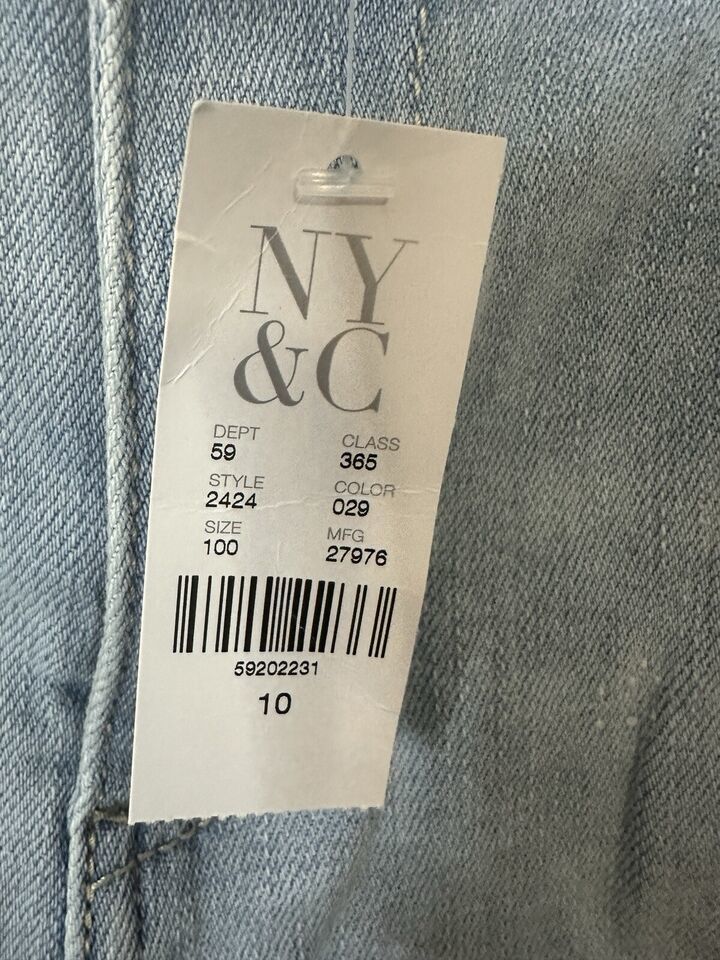 NY
&C
DEPT CLASS
59 365
STYLE COLOR
2424 029
SIZE MFG
100 27976
59202231
10